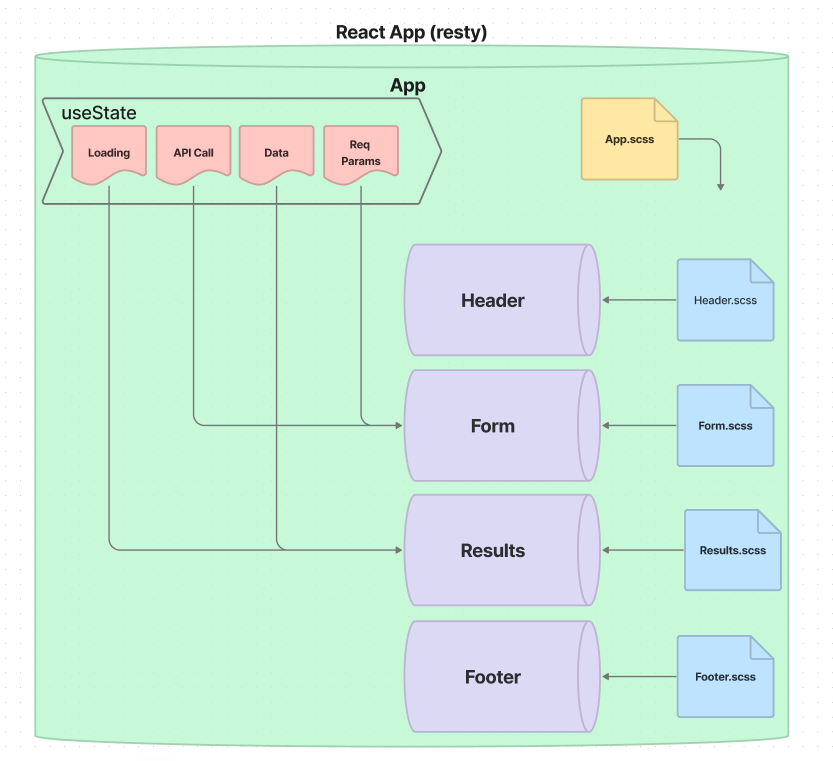 React App (resty)
App
useState
Loading
API Call
Data
Req
Params
App.scss
Header
Header.scss
Form
Form.scss
Results
Results.scss
Footer
Footer.scss